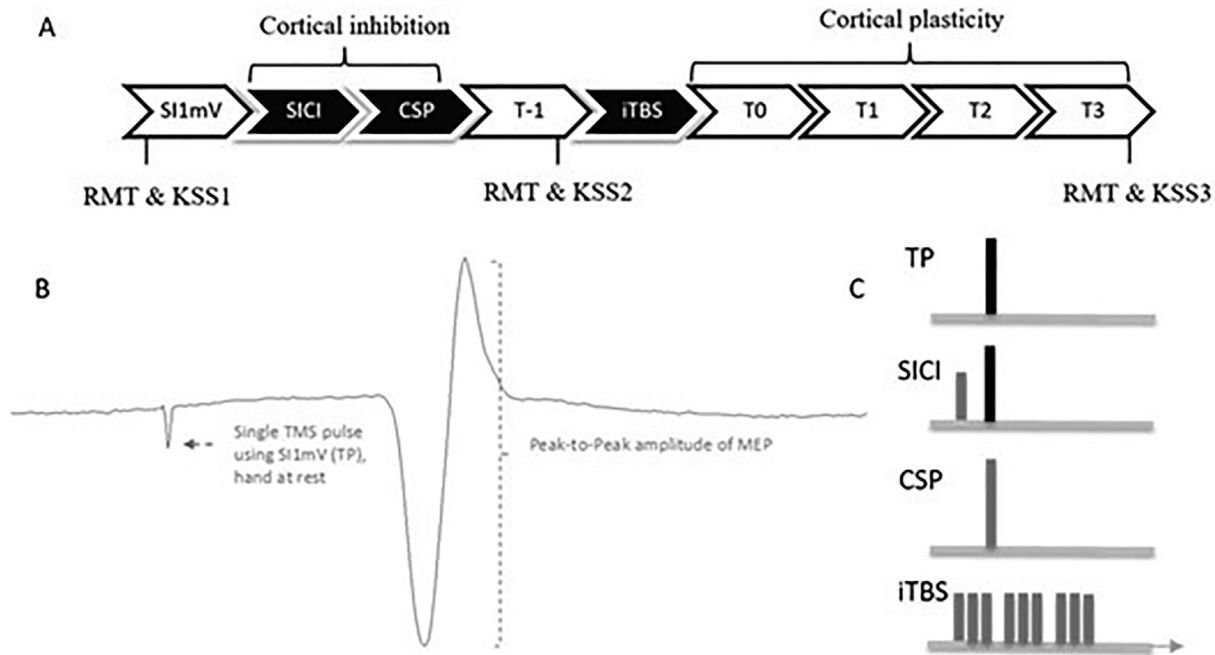 A
Cortical inhibition
Cortical plasticity
SI1mV
SICI
CSP
T-1
iTBS
T0
T1
T2
T3
RMT & KSS1
RMT & KSS2
RMT & KSS3
B
Single TMS pulse
using SI1mV (TP),
hand at rest
Peak-to-Peak amplitude of MEP
C
TP
SICI
CSP
iTBS